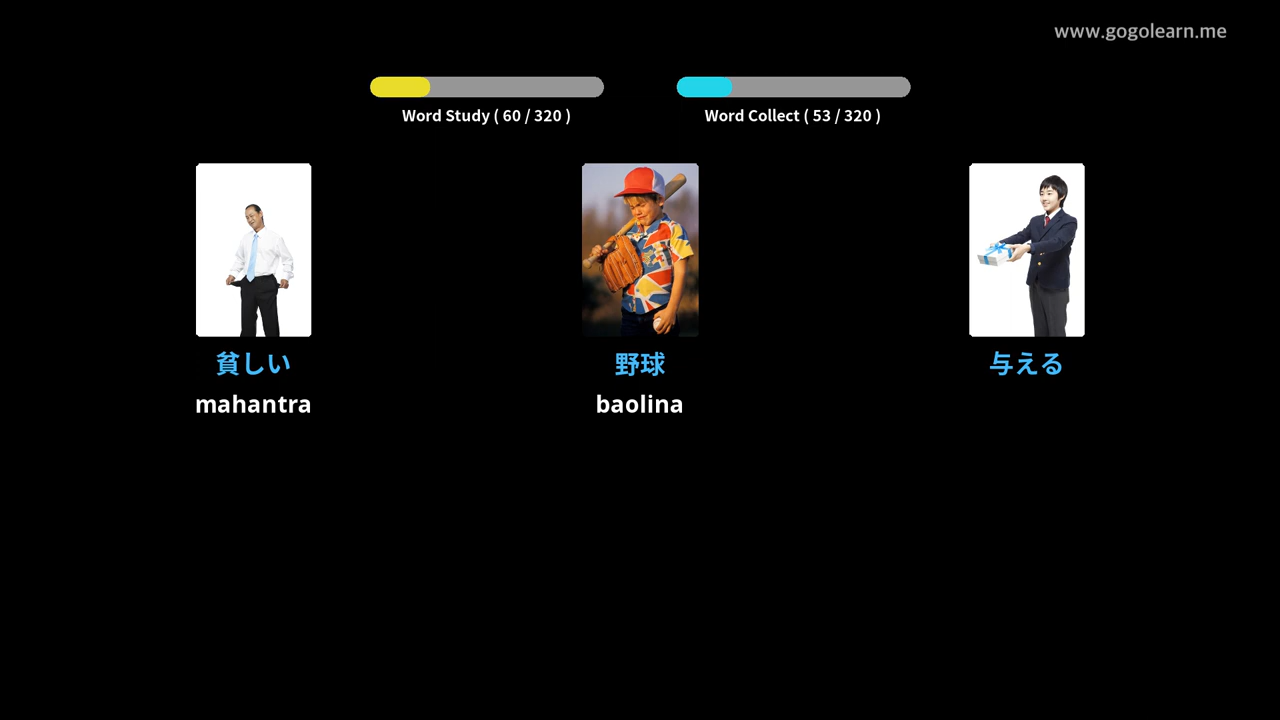 www.gogolearn.me
Word Study ( 60 / 320 )
Word Collect ( 53 / 320 )
貧しい
野球
与える
mahantra
baolina